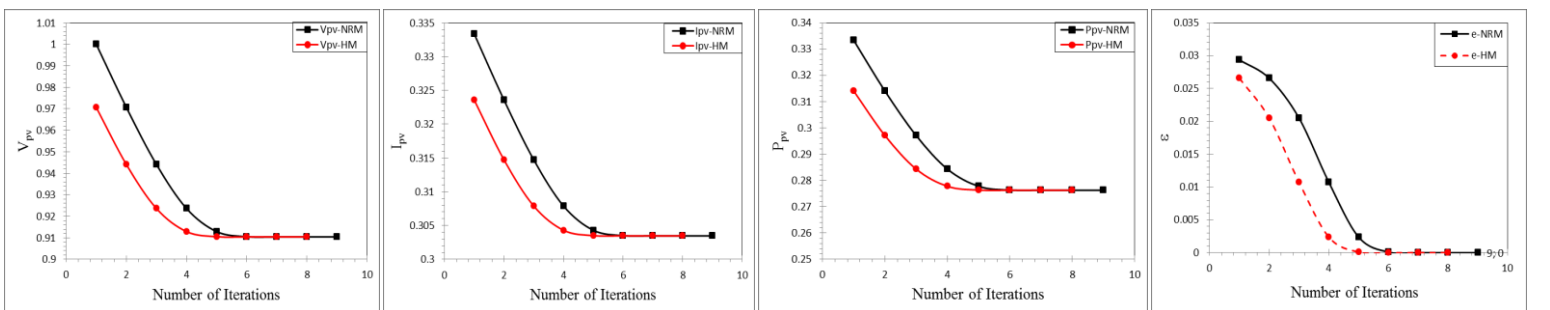 1.01
1
0.99
0.98
0.97
0.96
0.95
0.94
0.93
0.92
0.91
0.9
0 2 4 6 8 10
Vpv
Number of Iterations
Vpv-NRM
Vpv-HM
0.335
0.33
0.325
0.32
0.315
0.31
0.305
0.3
0 2 4 6 8 10
Ipv
Number of Iterations
Ipv-NRM
Ipv-HM
0.34
0.33
0.32
0.31
0.3
0.29
0.28
0.27
0.26
0.25
0 2 4 6 8 10
Ppv
Number of Iterations
Ppv-NRM
Ppv-HM
0.035
0.03
0.025
0.02
0.015
0.01
0.005
0
0 2 4 6 8 10
ε
Number of Iterations
e-NRM
e-HM
9; 0